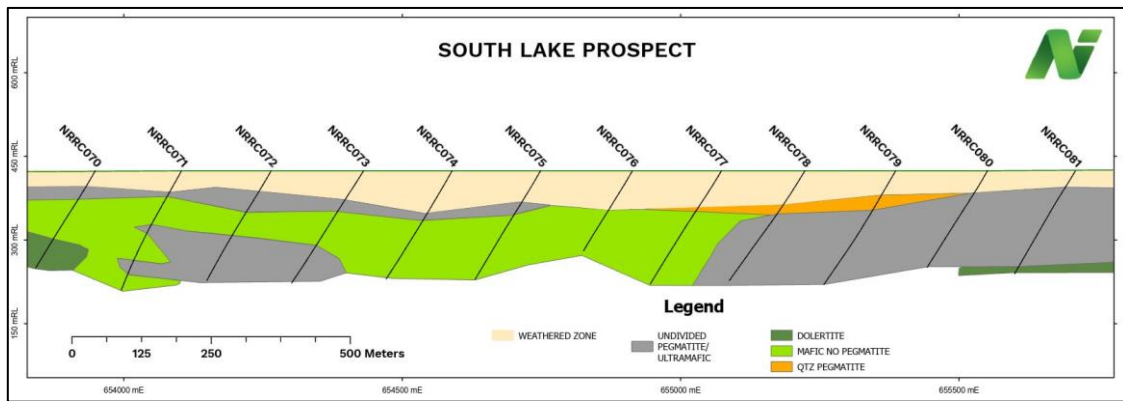 SOUTH LAKE PROSPECT
600 mRL
450 mRL
300 mRL
150 mRL
NRRC070
NRRC071
NRRC072
NRRC073
NRRC074
NRRC075
NRRC076
NRRC077
NRRC078
NRRC079
NRRC080
NRRC081
Legend
WEATHERED ZONE
UNDIVIDED
PEGMATITE/
ULTRAMAFIC
DOLERTITE
MAFIC NO PEGMATITE
QTZ PEGMATITE
0 125 250 500 Meters
654000 mE 654500 mE 655000 mE 655500 mE